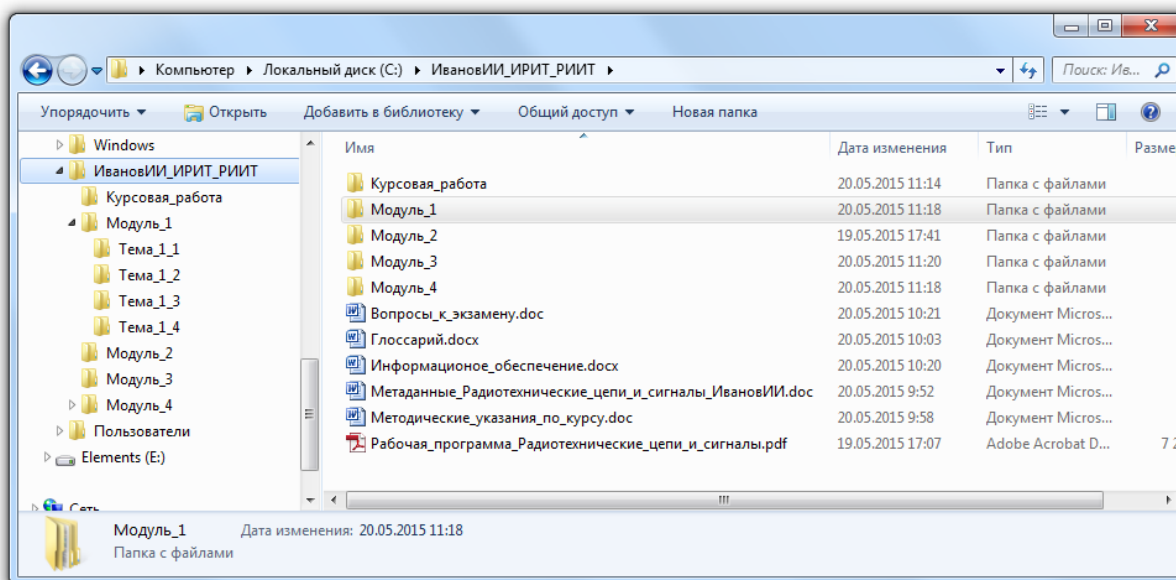 Компьютер Локальный диск (C:) ИвановИИ_ИРИТ_РИИТ Поиск: Ив...
Упорядочить Открыть Добавить в библиотеку Общий доступ Новая папка
Windows
ИвановИИ_ИРИТ_РИИТ
Курсовая_работа
Модуль_1
Тема_1_1
Тема_1_2
Тема_1_3
Тема_1_4
Модуль_2
Модуль_3
Модуль_4
Пользователи
Elements (E:)
Сеть
Имя Дата изменения Тип Разме
Курсовая_работа 20.05.2015 11:14 Папка с файлами
Модуль_1 20.05.2015 11:18 Папка с файлами
Модуль_2 19.05.2015 17:41 Папка с файлами
Модуль_3 20.05.2015 11:20 Папка с файлами
Модуль_4 20.05.2015 11:18 Папка с файлами
Вопросы_к_экзамену.doc 20.05.2015 10:21 Документ Micros...
Глоссарий.docx 20.05.2015 10:03 Документ Micros...
Информационое_обеспечение.docx 20.05.2015 10:20 Документ Micros...
Метаданные_Радиотехнические_цепи_и_сигналы_ИвановИИ.doc 20.05.2015 9:52 Документ Micros...
Методические_указания_по_курсу.doc 20.05.2015 9:58 Документ Micros...
Рабочая_программа_Радиотехнические_цепи_и_сигналы.pdf 19.05.2015 17:07 Adobe Acrobat D... 7 2
Модуль_1 Дата изменения: 20.05.2015 11:18
Папка с файлами